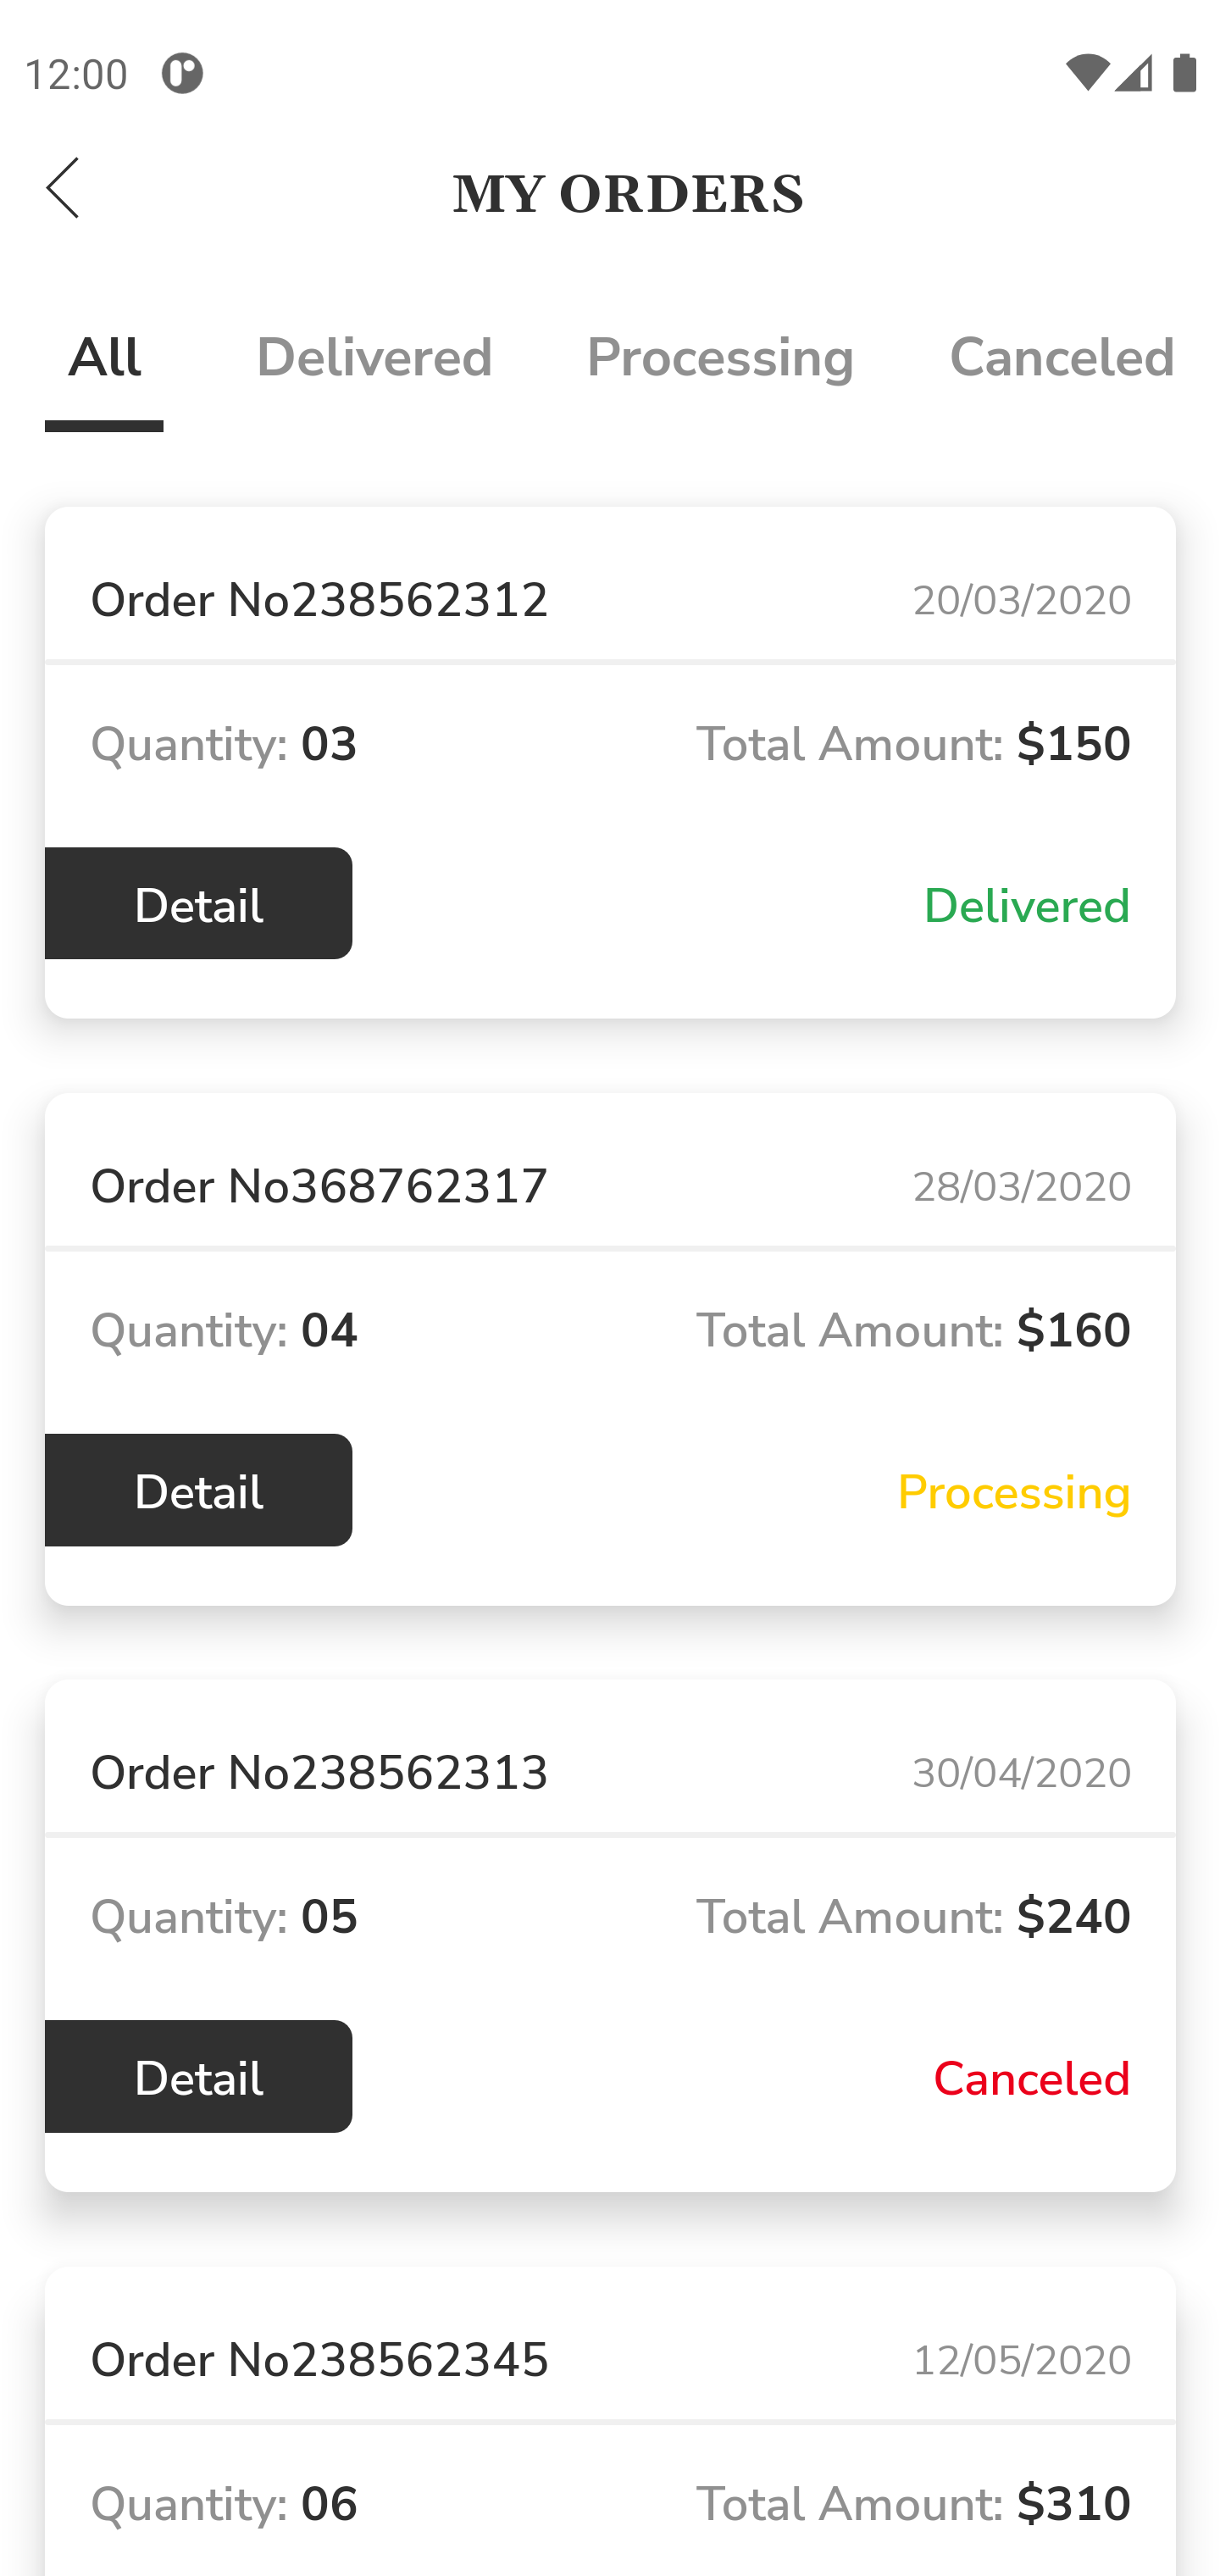 12:00
MY ORDERS
All Delivered Processing Canceled
Order No238562312 20/03/2020
Quantity: 03 Total Amount: $150
Detail Delivered
Order No368762317 28/03/2020
Quantity: 04 Total Amount: $160
Detail Processing
Order No238562313 30/04/2020
Quantity: 05 Total Amount: $240
Detail Canceled
Order No238562345 12/05/2020
Quantity: 06 Total Amount: $310